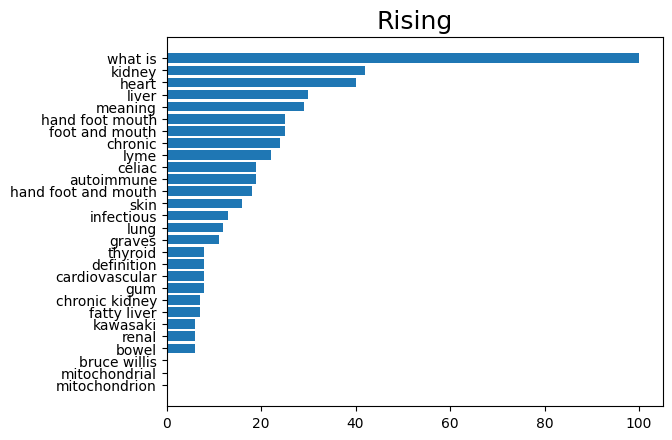 Rising
what is
kidney
heart
liver
meaning
hand foot mouth
foot and mouth
chronic
lyme
celiac
autoimmune
hand foot and mouth
skin
infectious
lung
graves
thyroid
definition
cardiovascular
gum
chronic kidney
fatty liver
kawasaki
renal
bowel
bruce willis
mitochondrial
mitochondrion
0 20 40 60 80 100